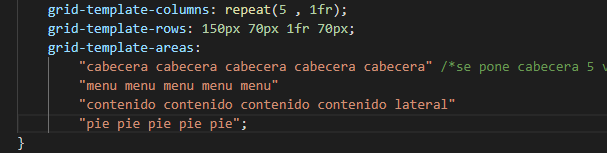 grid-template-columns: repeat(5 , 1fr);
grid-template-rows: 150px 70px 1fr 70px;
grid-template-areas:
"cabecera cabecera cabecera cabecera cabecera" /*se pone cabecera 5
"menu menu menu menu menu"
"contenido contenido contenido contenido lateral"
"pie pie pie pie pie";
}